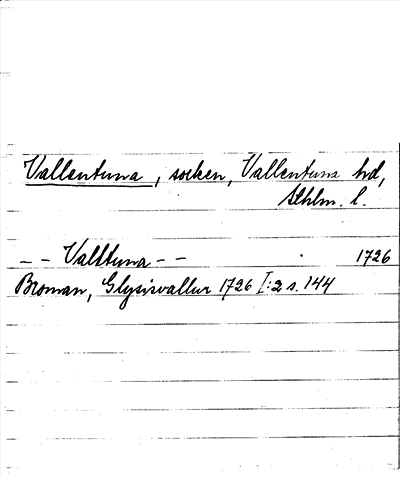 Vallentuna, socken, Vallentuna hd,
Sthlm. l.
-- Valltuna -- 1726
Broman, Glysisvallur 1726 I:2 s. 144